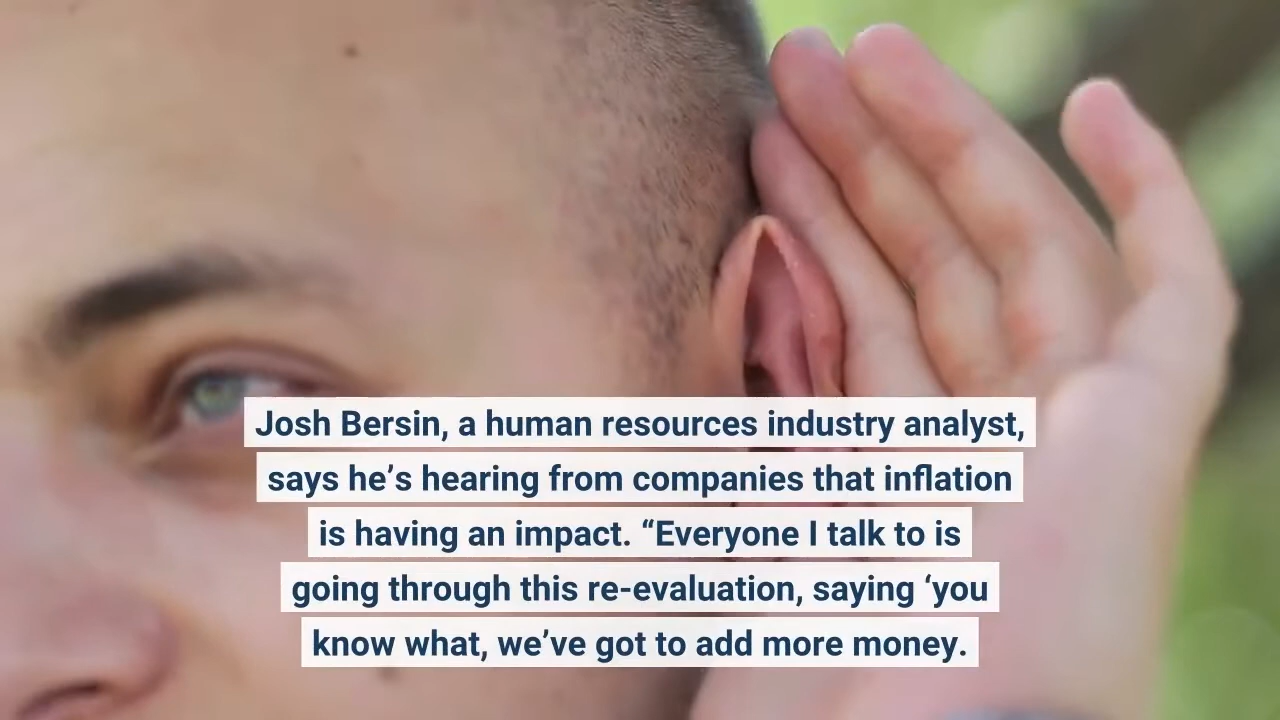 Josh Bersin, a human resources industry analyst,
says he’s hearing from companies that inflation
is having an impact. “Everyone I talk to is
going through this re-evaluation, saying ‘you
know what, we’ve got to add more money.